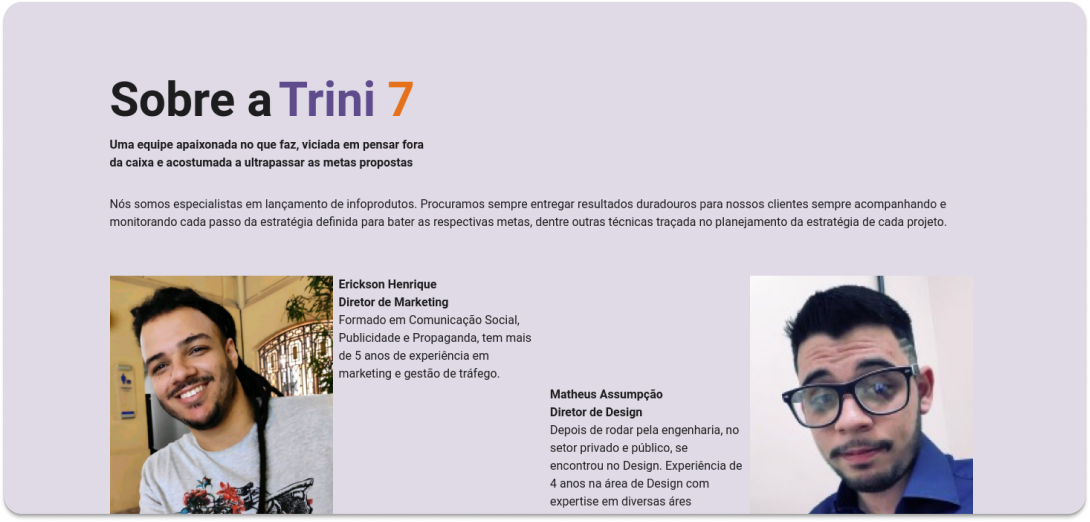 Sobre a Trini 7
Uma equipe apaixonada no que faz, viciada em pensar fora
da caixa e acostumada a ultrapassar as metas propostas
Nós somos especialistas em lançamento de infoprodutos. Procuramos sempre entregar resultados duradouros para nossos clientes sempre acompanhando e
monitorando cada passo da estratégia definida para bater as respectivas metas, dentre outras técnicas traçada no planejamento da estratégia de cada projeto.
Erickson Henrique
Diretor de Marketing
Formado em Comunicação Social,
Publicidade e Propaganda, tem mais
de 5 anos de experiência em
marketing e gestão de tráfego.
Matheus Assumpção
Diretor de Design
Depois de rodar pela engenharia, no
setor privado e público, se
encontrou no Design. Experiência de
4 anos na área de Design com
expertise em diversas áres